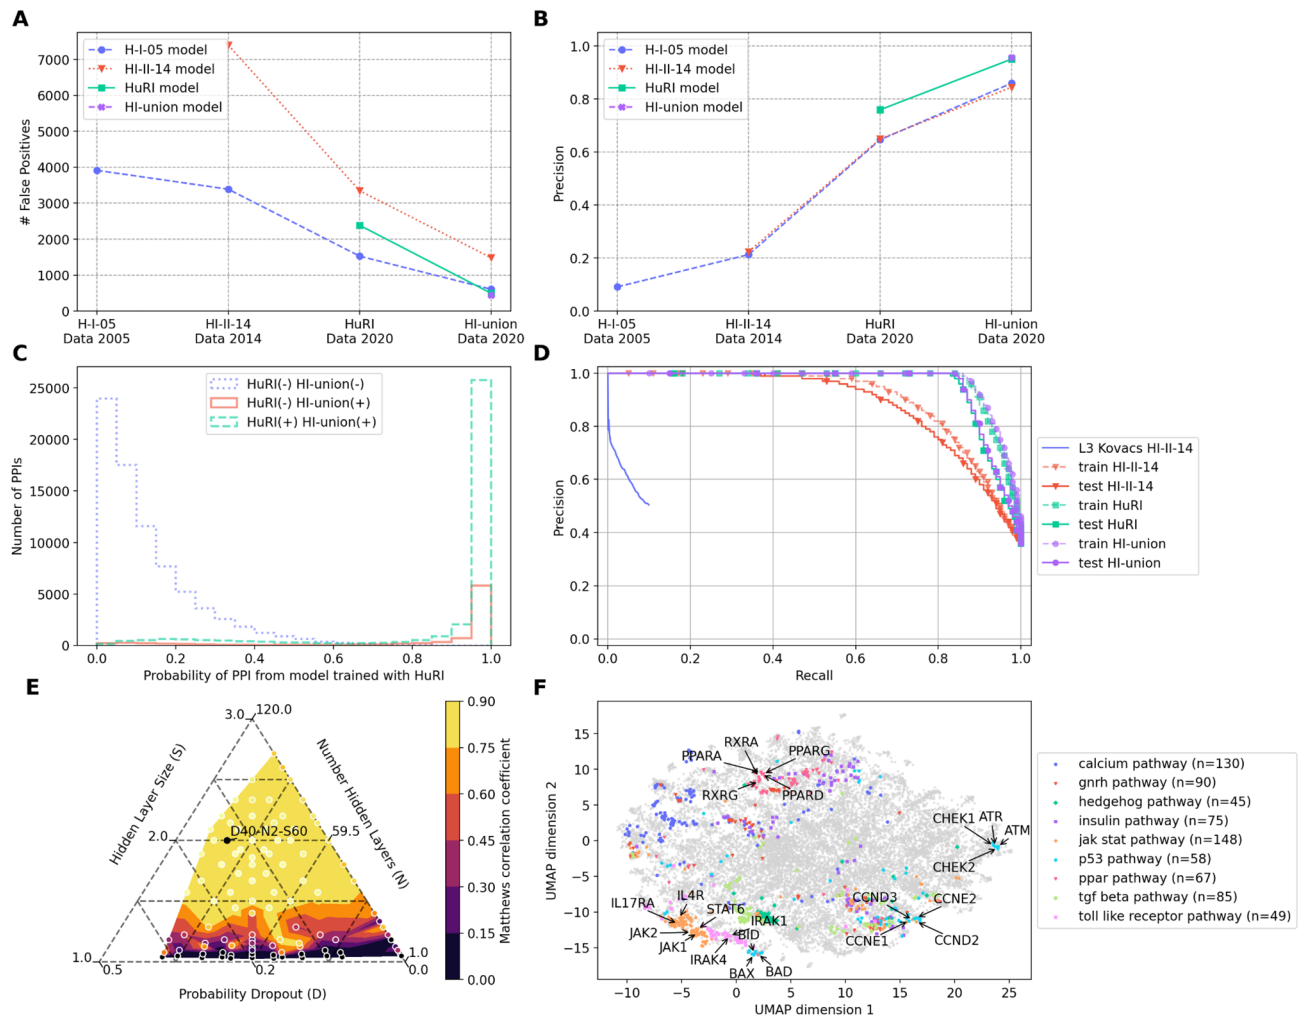 A
H-I-05 model
HI-II-14 model
HuRI model
HI-union model
# False Positives
7000
6000
5000
4000
3000
2000
1000
0
H-I-05
Data 2005
HI-II-14
Data 2014
HuRI
Data 2020
HI-union
Data 2020
B
H-I-05 model
HI-II-14 model
HuRI model
HI-union model
Precision
1.0
0.8
0.6
0.4
0.2
0.0
H-I-05
Data 2005
HI-II-14
Data 2014
HuRI
Data 2020
HI-union
Data 2020
C
HuRI(-) HI-union(-)
HuRI(-) HI-union(+)
HuRI(+) HI-union(+)
Number of PPIs
25000
20000
15000
10000
5000
0
0.0 0.2 0.4 0.6 0.8 1.0
Probability of PPI from model trained with HuRI
D
Precision
1.0
0.8
0.6
0.4
0.2
0.0
0.0 0.2 0.4 0.6 0.8 1.0
Recall
L3 Kovacs HI-II-14
train HI-II-14
test HI-II-14
train HuRI
test HuRI
train HI-union
test HI-union
E
3.0
120.0
Hidden Layer Size (S)
Number Hidden Layers (N)
2.0
D40-N2-S60
59.5
1.0
0.5
0.2
1.0
0.0
Probability Dropout (D)
0.90
0.75
0.60
0.45
0.30
0.15
0.00
Matthews correlation coefficient
F
UMAP dimension 2
15
10
5
0
−5
−10
−15
RXRA
PPARA
PPARG
RXRG
PPARD
CHEK1
ATR
ATM
CHEK2
IL17RA
IL4R
STAT6
IRAK1
JAK2
JAK1
IRAK4
BID
BAX
BAD
CCND3
CCNE2
CCNE1
CCND2
−10 −5 0 5 10 15 20 25
UMAP dimension 1
calcium pathway (n=130)
gnrh pathway (n=90)
hedgehog pathway (n=45)
insulin pathway (n=75)
jak stat pathway (n=148)
p53 pathway (n=58)
ppar pathway (n=67)
tgf beta pathway (n=85)
toll like receptor pathway (n=49)